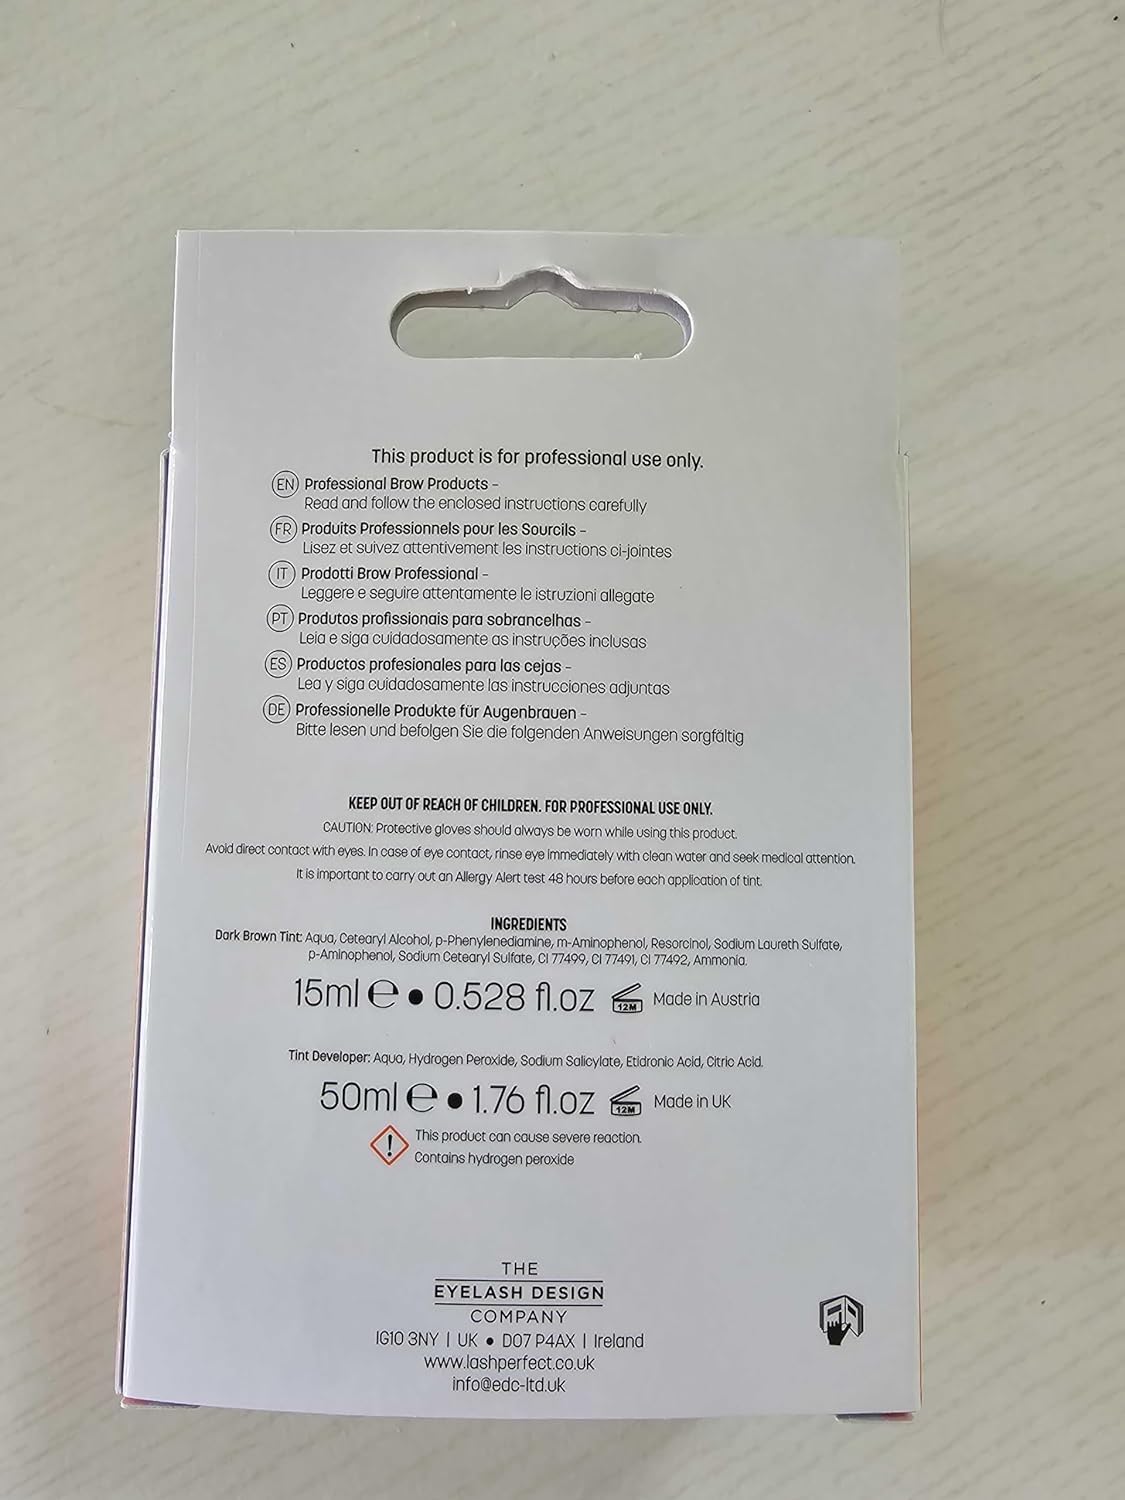 This product is for professional use only.
EN Professional Brow Products -
Read and follow the enclosed instructions carefully
FR Produits Professionnels pour les Sourcils -
Lisez et suivez attentivement les instructions ci-jointes
IT Prodotti Brow Professional -
Leggere e seguire attentamente le istruzioni allegate
PT Produtos profissionais para sobrancelhas -
Leia e siga cuidadosamente as instruções inclusas
ES Productos profesionales para las cejas -
Lea y siga cuidadosamente las instrucciones adjuntas
DE Professionelle Produkte für Augenbrauen -
Bitte lesen und befolgen Sie die folgenden Anweisungen sorgfältig
KEEP OUT OF REACH OF CHILDREN. FOR PROFESSIONAL USE ONLY.
CAUTION: Protective gloves should always be worn while using this product.
Avoid direct contact with eyes. In case of eye contact, rinse eye immediately with clean water and seek medical attention.
It is important to carry out an Allergy Alert test 48 hours before each application of tint.
INGREDIENTS
Dark Brown Tint: Aqua, Cetearyl Alcohol, p-Phenylenediamine, m-Aminophenol, Resorcinol, Sodium Laureth Sulfate,
p-Aminophenol, Sodium Cetearyl Sulfate, CI 77499, CI 77491, CI 77492, Ammonia.
15ml e • 0.528 fl.oz 12M Made in Austria
Tint Developer: Aqua, Hydrogen Peroxide, Sodium Salicylate, Etidronic Acid, Citric Acid.
50ml e • 1.76 fl.oz 12M Made in UK
This product can cause severe reaction.
Contains hydrogen peroxide
THE
EYELASH DESIGN
COMPANY
IG10 3NY | UK • D07 P4AX | Ireland
www.lashperfect.co.uk
info@edc-ltd.uk